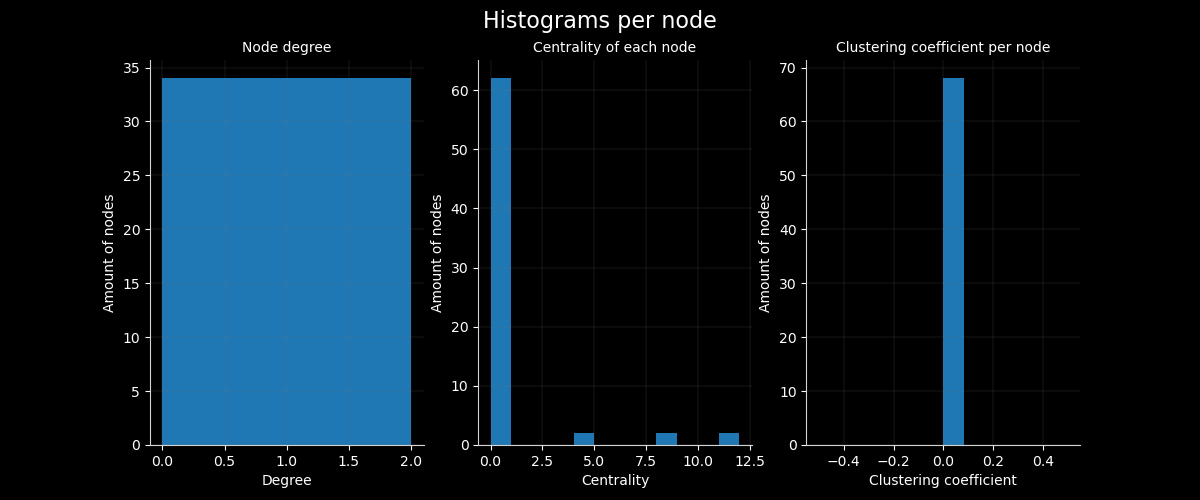 Histograms per node
Node degree
Centrality of each node
Clustering coefficient per node
35
30
25
20
15
10
5
0
Amount of nodes
0.0 0.5 1.0 1.5 2.0
Degree
60
50
40
30
20
10
0
Amount of nodes
0.0 2.5 5.0 7.5 10.0 12.5
Centrality
70
60
50
40
30
20
10
0
Amount of nodes
−0.4 −0.2 0.0 0.2 0.4
Clustering coefficient